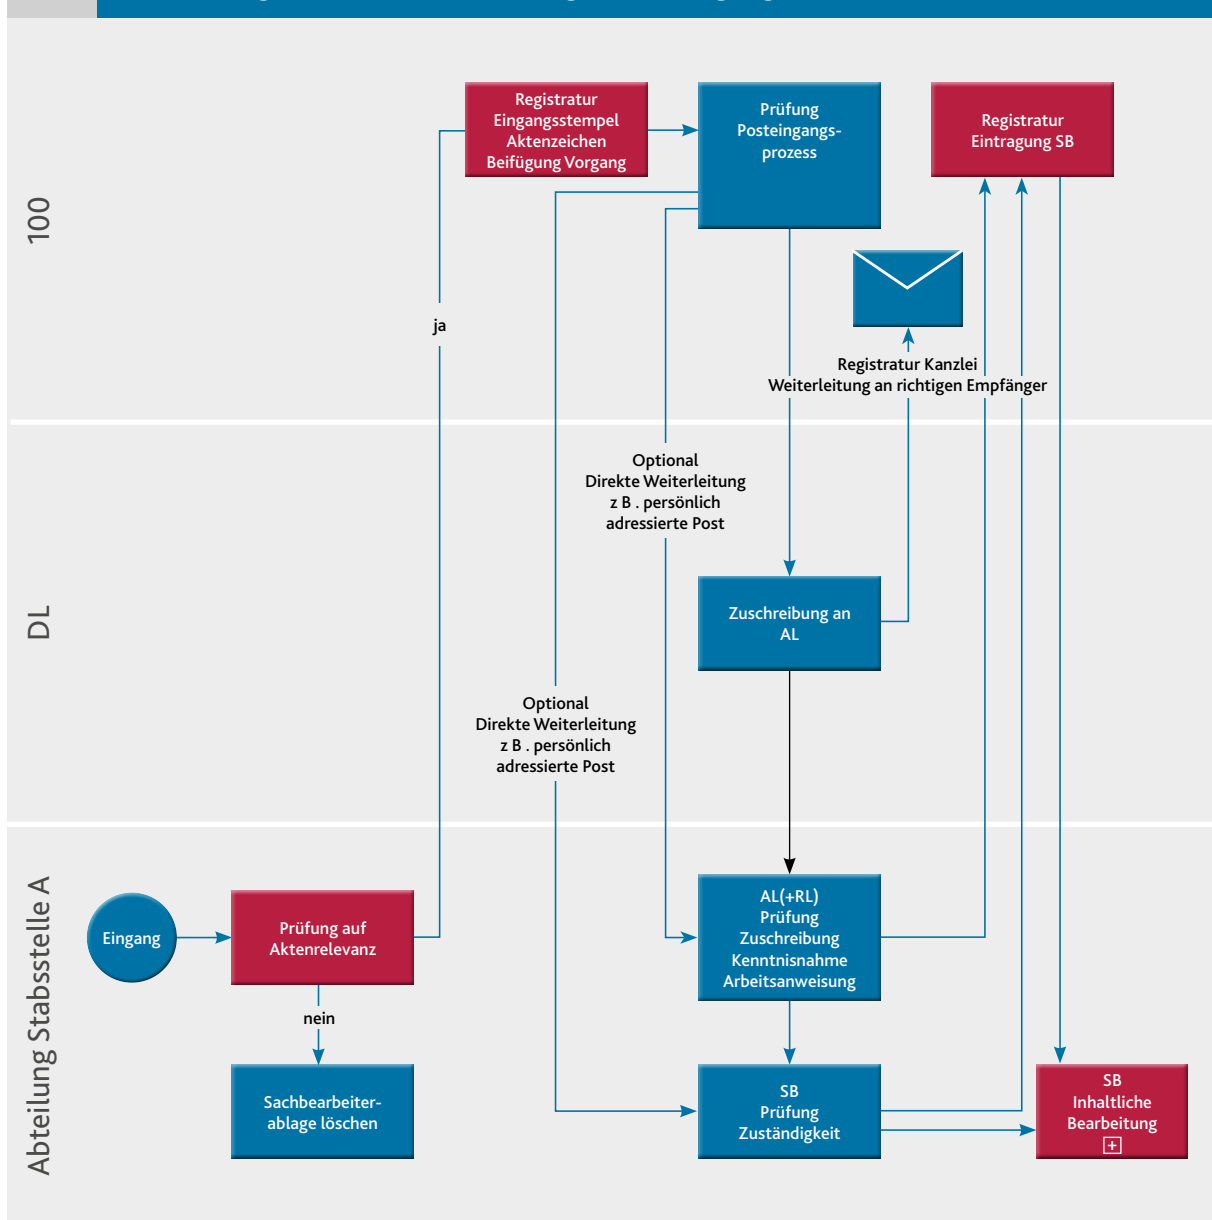 100
Registratur
Eingangsstempel
Aktenzeichen
Beifügung Vorgang
Prüfung
Posteingangs-
prozess
Registratur
Eintragung SB
ja
Registratur Kanzlei
Weiterleitung an richtigen Empfänger
DL
Optional
Direkte Weiterleitung
z B . persönlich
adressierte Post
Zuschreibung an
AL
Optional
Direkte Weiterleitung
z B . persönlich
adressierte Post
Abteilung Stabsstelle A
Eingang
Prüfung auf
Aktenrelevanz
nein
Sachbearbeiter-
ablage löschen
AL(+RL)
Prüfung
Zuschreibung
Kenntnisnahme
Arbeitsanweisung
SB
Prüfung
Zuständigkeit
SB
Inhaltliche
Bearbeitung
+